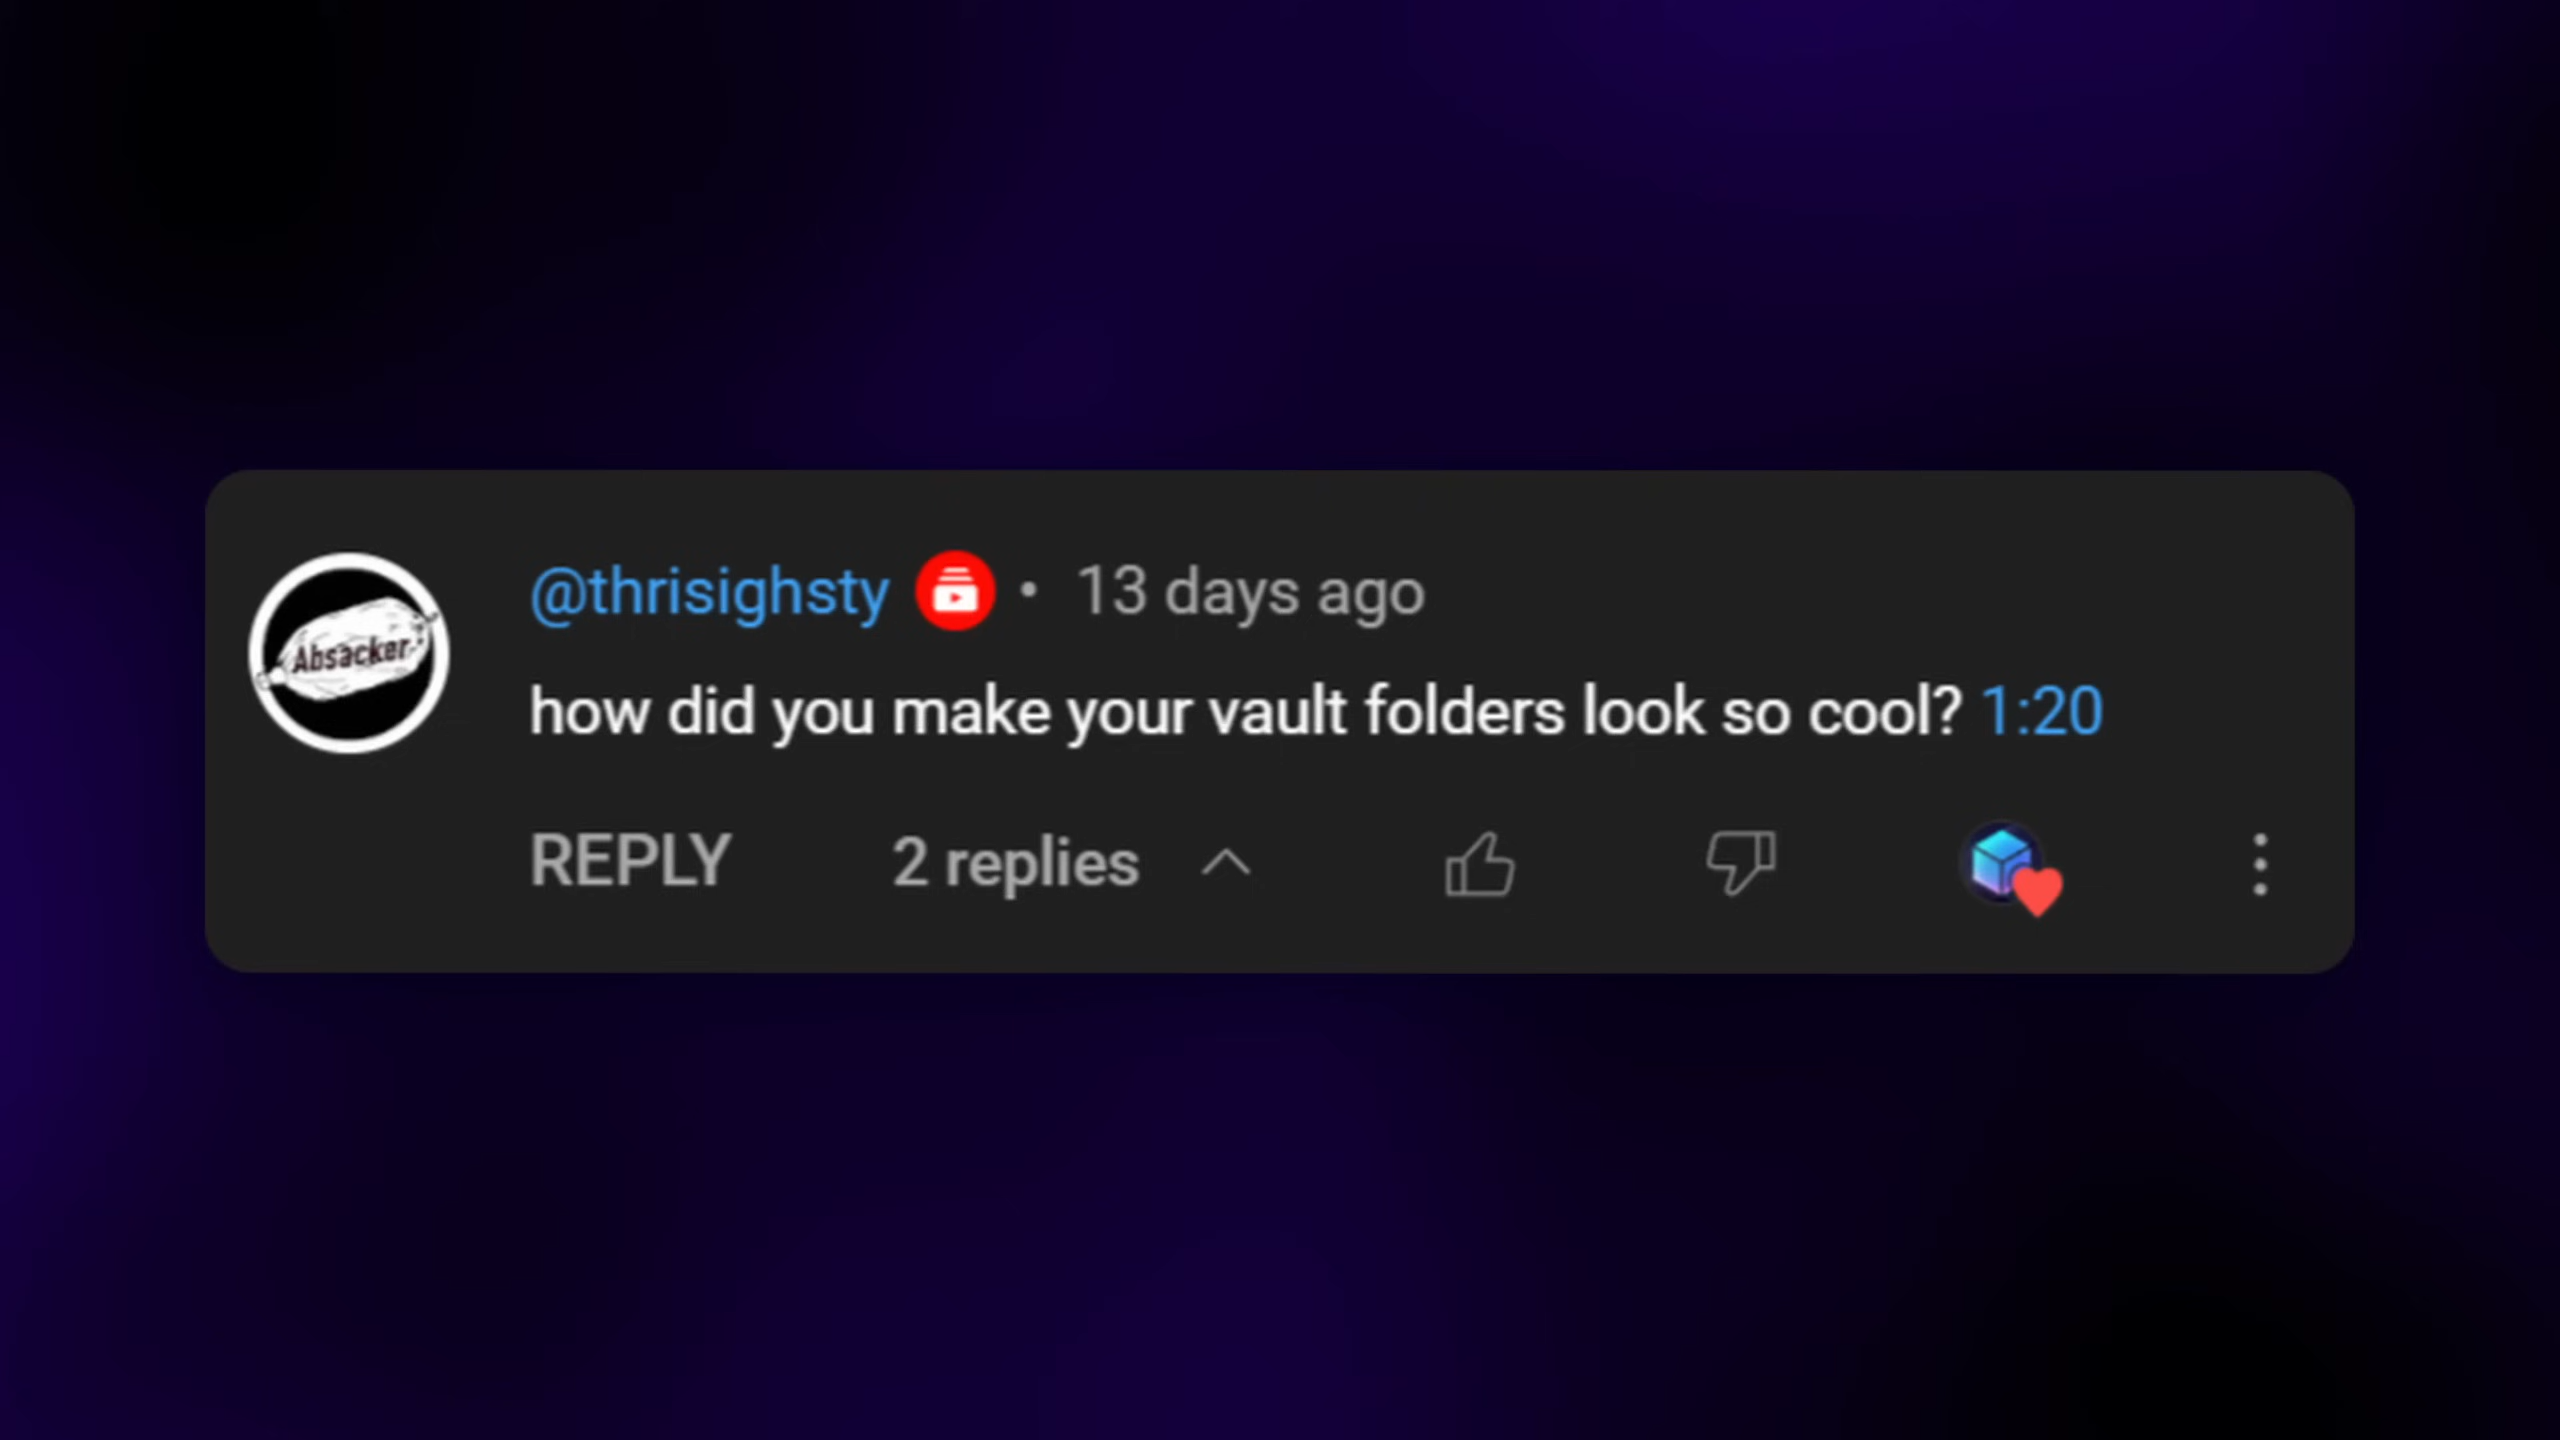 @thrisighsty • 13 days ago
Absacker
how did you make your vault folders look so cool? 1:20
REPLY 2 replies